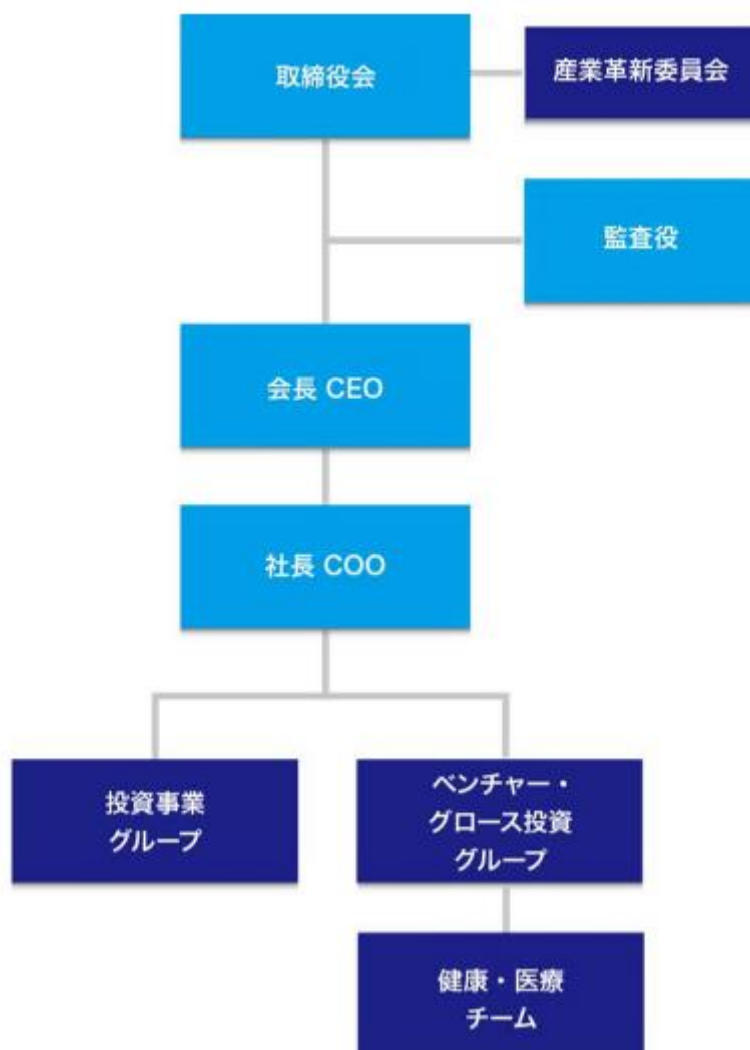 取締役会
産業革新委員会
監査役
会長 CEO
社長 COO
投資事業
グループ
ベンチャー・
グロース投資
グループ
健康・医療
チーム